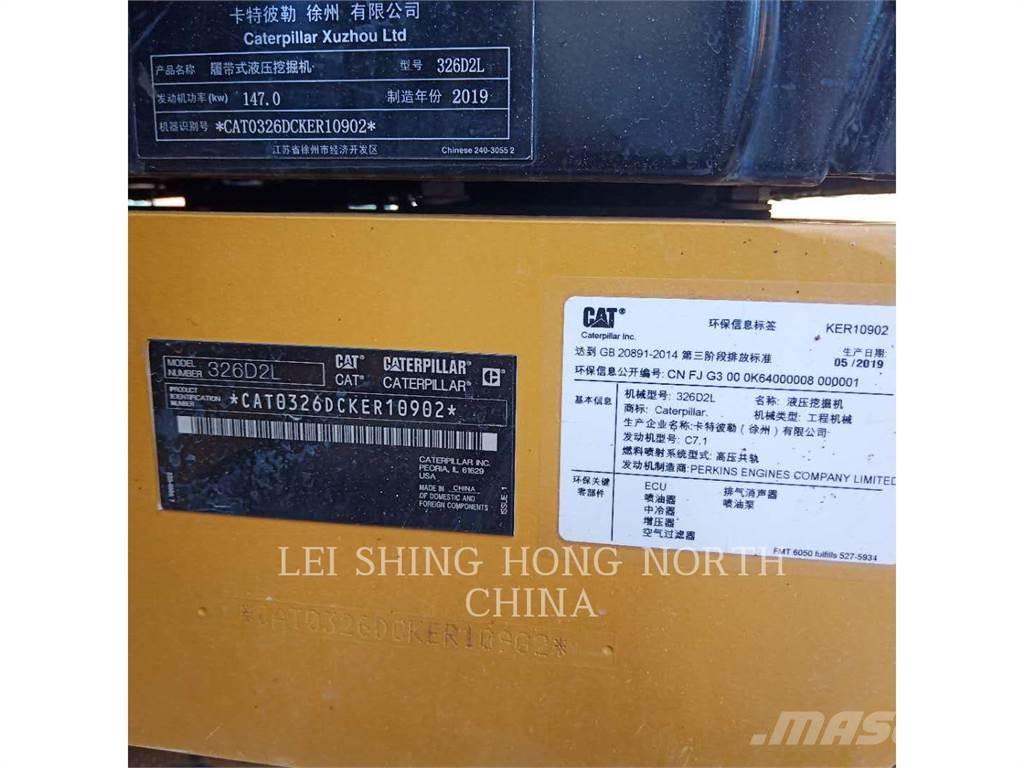 卡特彼勒 徐州 有限公司
Caterpillar Xuzhou Ltd
产品名称 履带式液压挖掘机 型号 326D2L
发动机功率(kw) 147.0 制造年份 2019
机器识别号 *CAT0326DCKER10902*
江苏省徐州市经济开发区 Chinese 240-3055 2
MODEL NUMBER 326D2L
CAT® CATERPILLAR®
CAT® CATERPILLAR®
PRODUCT IDENTIFICATION NUMBER
*CAT0326DCKER10902*
CATERPILLAR INC.
PEORIA, IL 61629
USA
MADE IN CHINA
OF DOMESTIC AND
FOREIGN COMPONENTS
ISSUE 1
CAT® 环保信息标签 KER10902
Caterpillar Inc. 生产日期:
达到 GB 20891-2014 第三阶段排放标准 05/2019
环保信息公开编号: CN FJ G3 00 0K64000008 000001
基本信息
机械型号: 326D2L 名称: 液压挖掘机
商标: Caterpillar. 机械类型: 工程机械
生产企业名称:卡特彼勒（徐州）有限公司
发动机型号: C7.1
燃料喷射系统型式: 高压共轨
发动机制造商: PERKINS ENGINES COMPANY LIMITED
环保关键零部件
ECU 排气消声器
喷油器 喷油泵
中冷器
增压器
空气过滤器
FMT 6050 fulfills 527-5934
LEI SHING HONG NORTH
CHINA
*CAT0326DCKER10902*
MASC